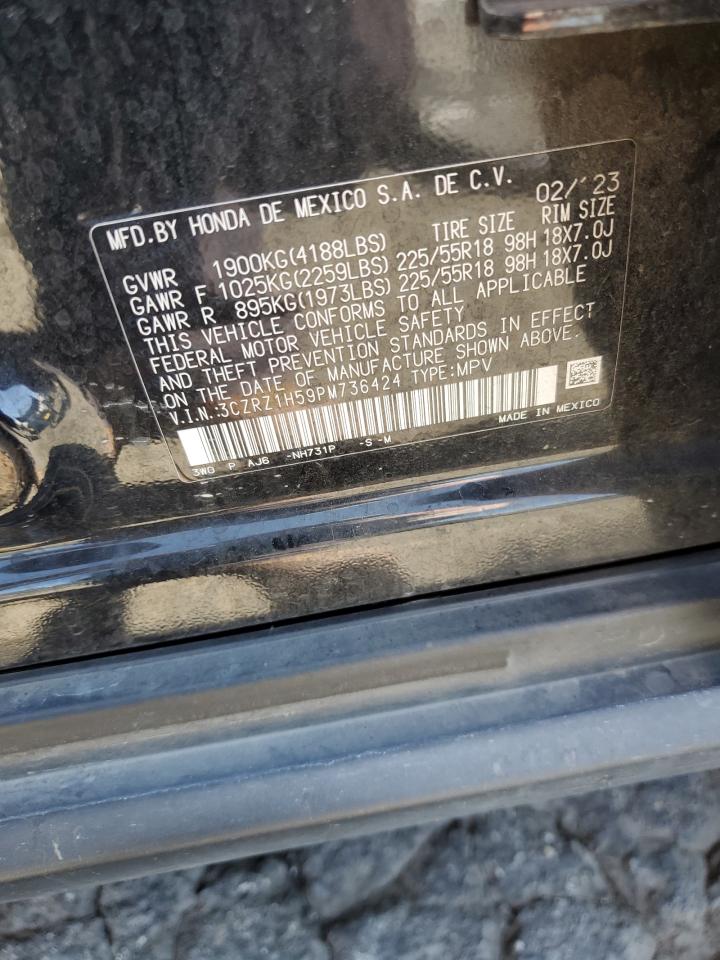 MFD.BY HONDA DE MEXICO S.A. DE C.V. 02/'23
TIRE SIZE RIM SIZE
GVWR 1900KG(4188LBS)
GAWR F 1025KG(2259LBS) 225/55R18 98H 18X7.0J
GAWR R 895KG(1973LBS) 225/55R18 98H 18X7.0J
THIS VEHICLE CONFORMS TO ALL APPLICABLE
FEDERAL MOTOR VEHICLE SAFETY
AND THEFT PREVENTION STANDARDS IN EFFECT
ON THE DATE OF MANUFACTURE SHOWN ABOVE.
V.I.N:3CZRZ1H59PM736424 TYPE:MPV
MADE IN MEXICO
3W0 P AJ6 -NH731P -S -M